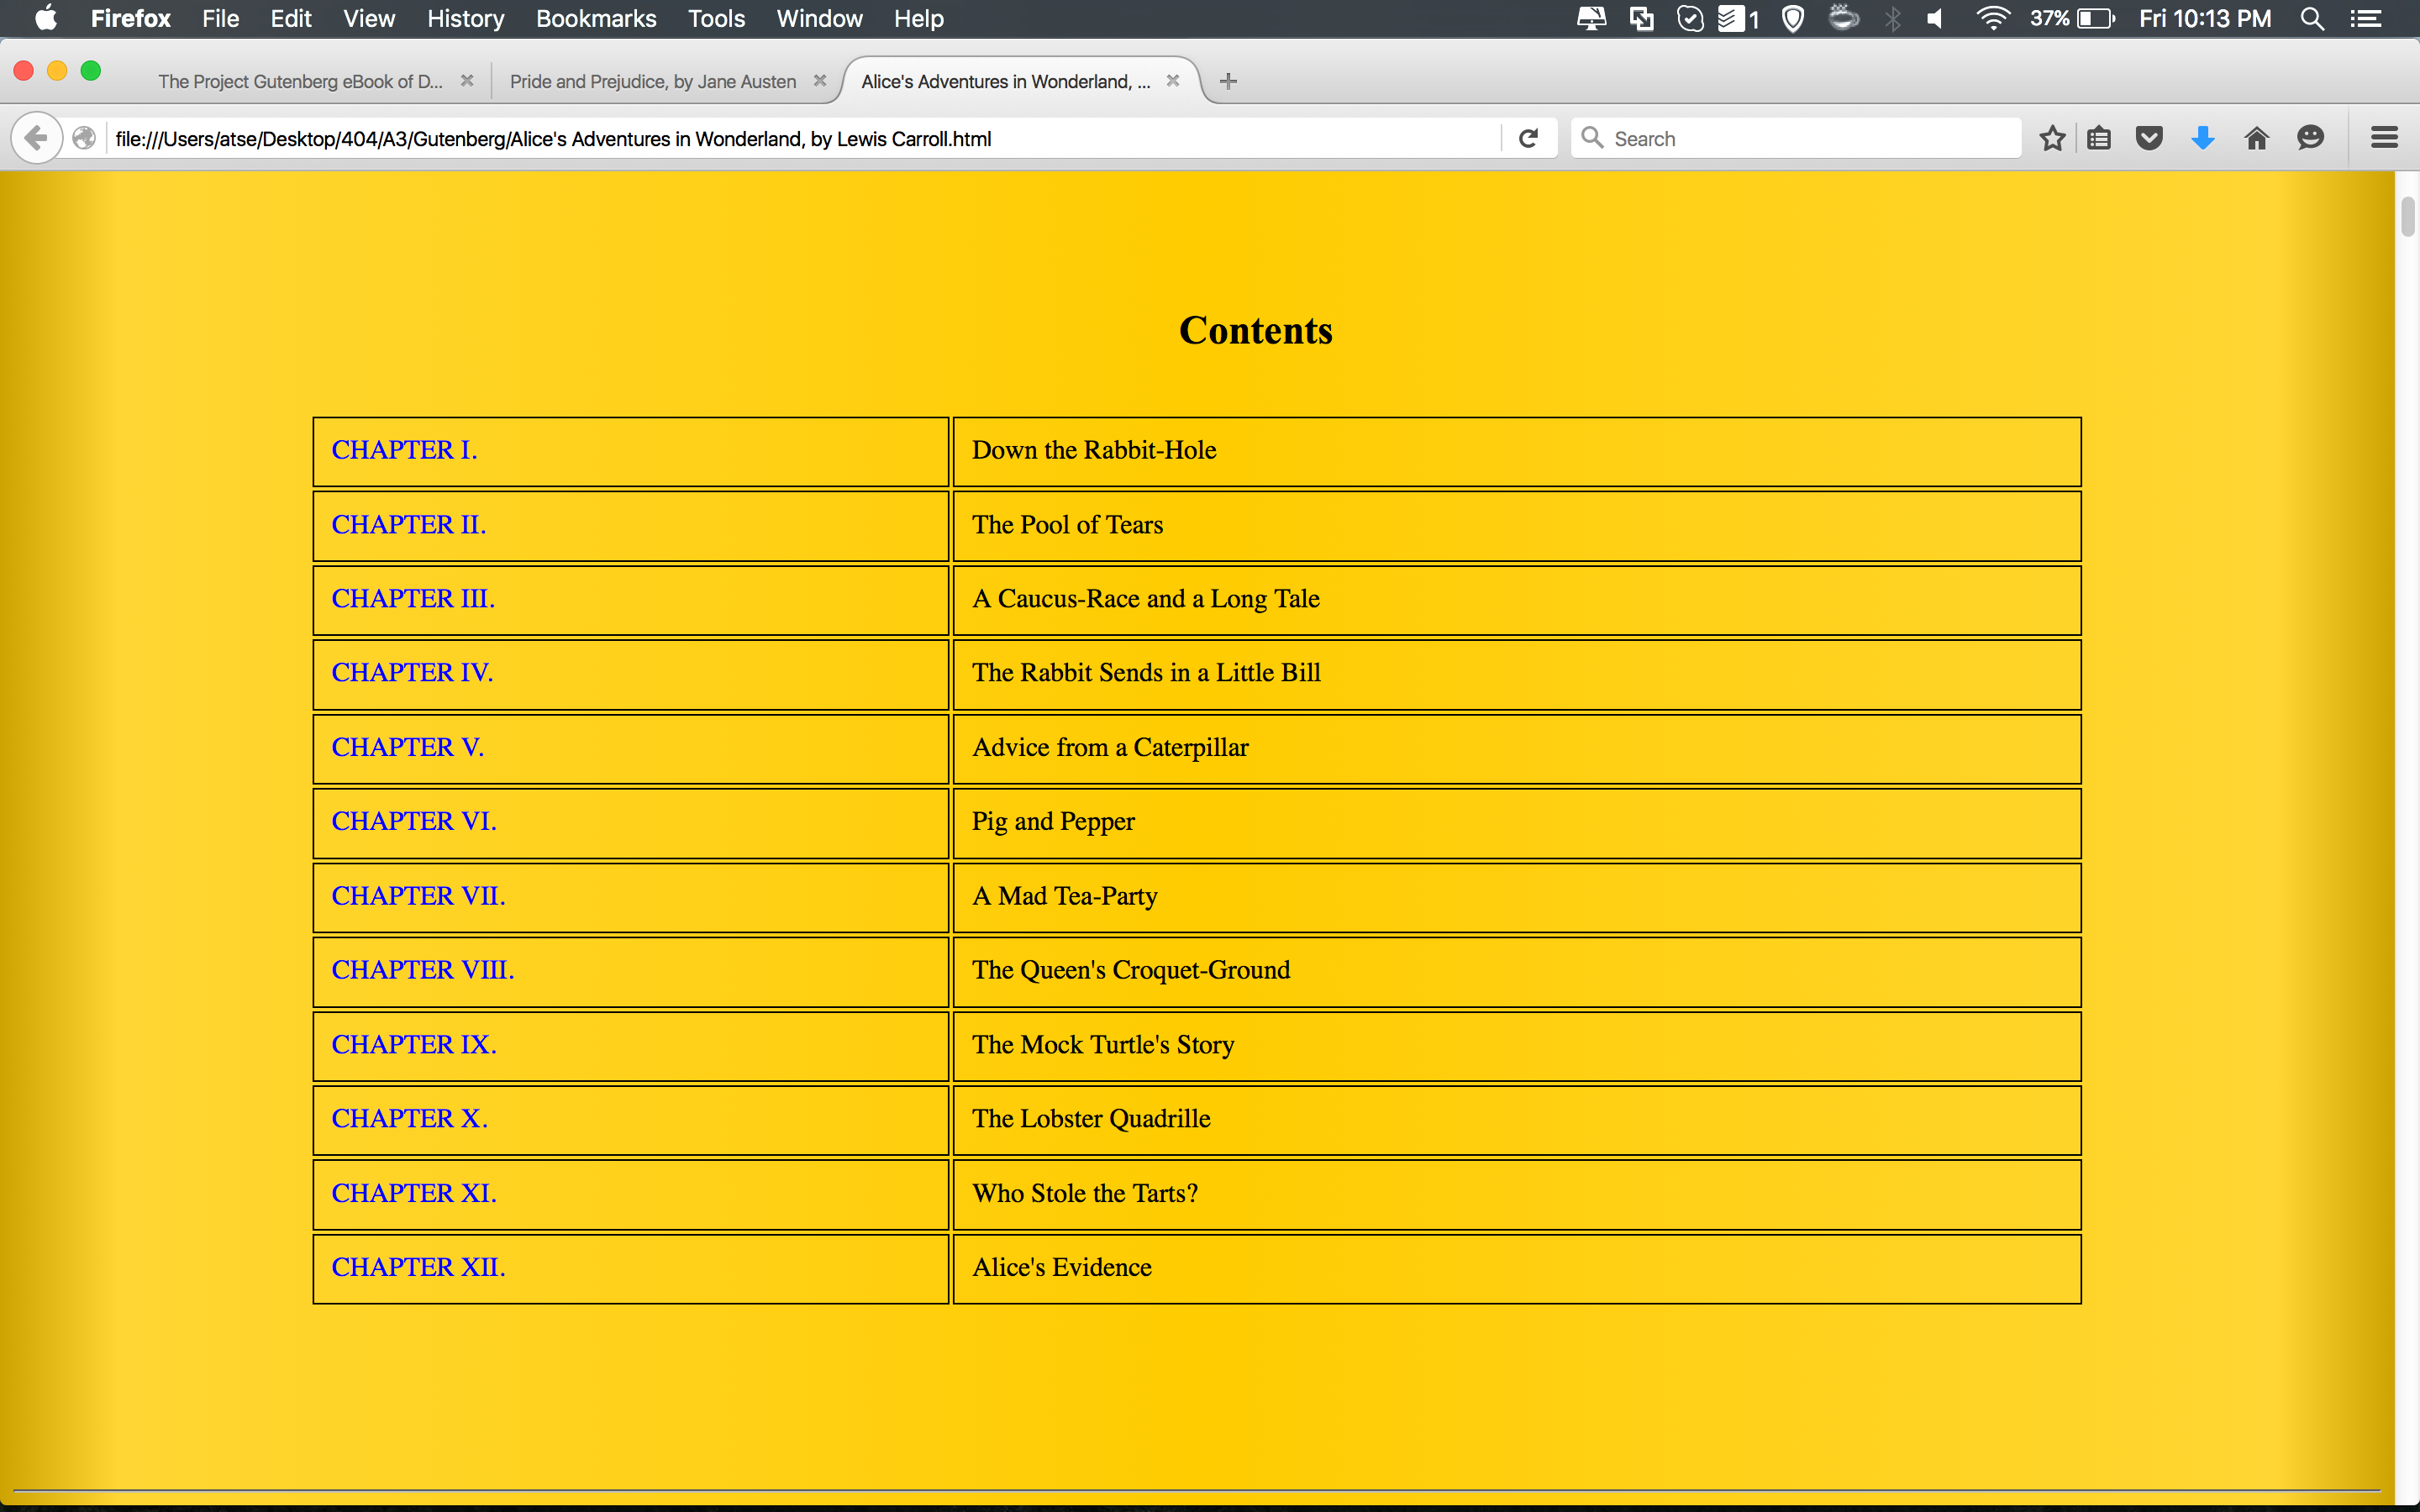 Firefox File Edit View History Bookmarks Tools Window Help 1 37% Fri 10:13 PM
The Project Gutenberg eBook of D... Pride and Prejudice, by Jane Austen Alice's Adventures in Wonderland, ...
file:///Users/atse/Desktop/404/A3/Gutenberg/Alice's Adventures in Wonderland, by Lewis Carroll.html Search
Contents
CHAPTER I. Down the Rabbit-Hole
CHAPTER II. The Pool of Tears
CHAPTER III. A Caucus-Race and a Long Tale
CHAPTER IV. The Rabbit Sends in a Little Bill
CHAPTER V. Advice from a Caterpillar
CHAPTER VI. Pig and Pepper
CHAPTER VII. A Mad Tea-Party
CHAPTER VIII. The Queen's Croquet-Ground
CHAPTER IX. The Mock Turtle's Story
CHAPTER X. The Lobster Quadrille
CHAPTER XI. Who Stole the Tarts?
CHAPTER XII. Alice's Evidence